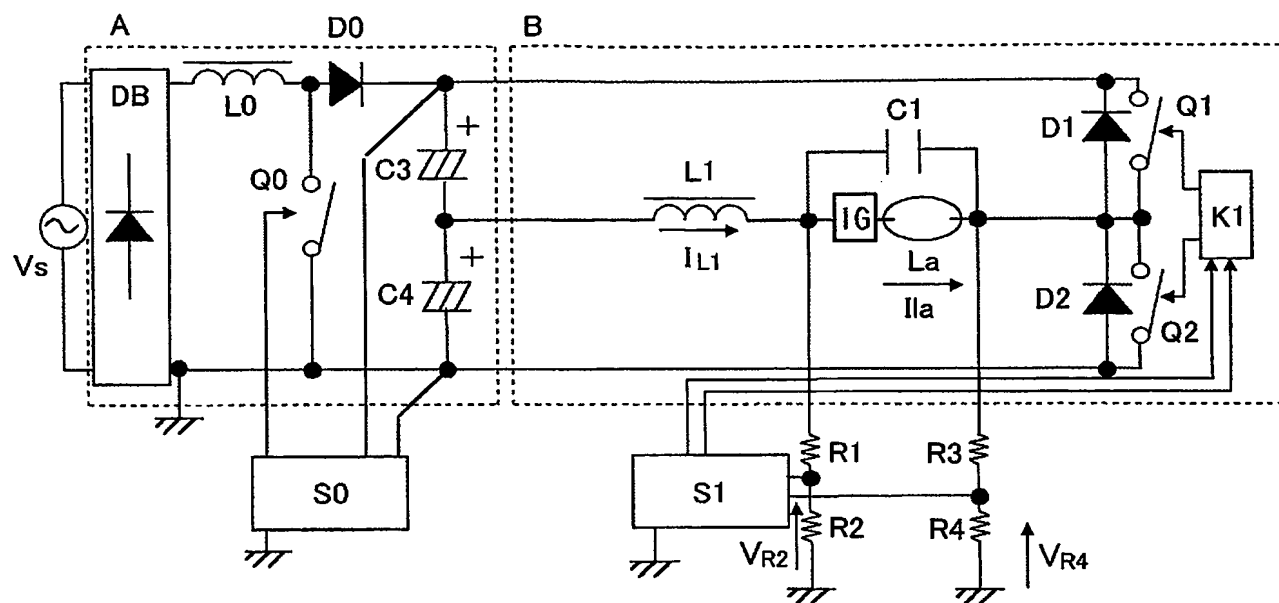 A
D0
B
DB
L0
+
C1
D1
Q1
C3
Q0
L1
IG
K1
Vs
+
IL1
La
C4
Ila
D2
Q2
S0
S1
R1
R3
R2
R4
VR2
VR4